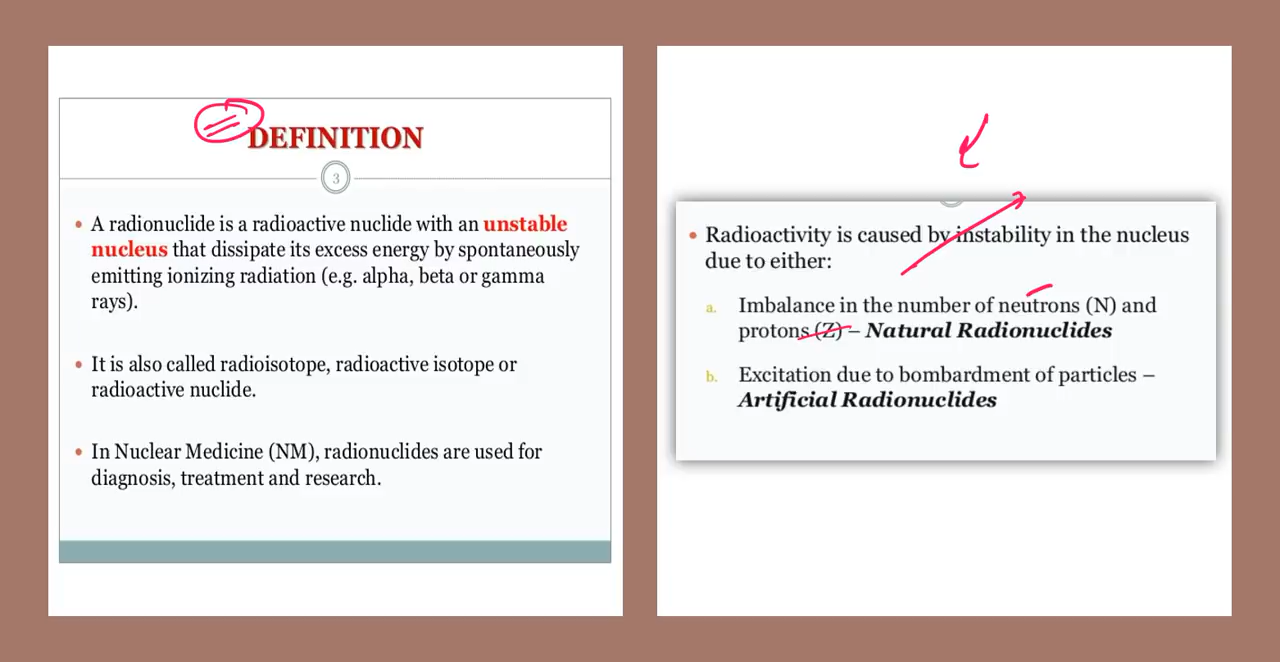 DEFINITION
3
• A radionuclide is a radioactive nuclide with an unstable
nucleus that dissipate its excess energy by spontaneously
emitting ionizing radiation (e.g. alpha, beta or gamma
rays).
• It is also called radioisotope, radioactive isotope or
radioactive nuclide.
• In Nuclear Medicine (NM), radionuclides are used for
diagnosis, treatment and research.
• Radioactivity is caused by instability in the nucleus
due to either:
a. Imbalance in the number of neutrons (N) and
protons (Z) – Natural Radionuclides
b. Excitation due to bombardment of particles –
Artificial Radionuclides